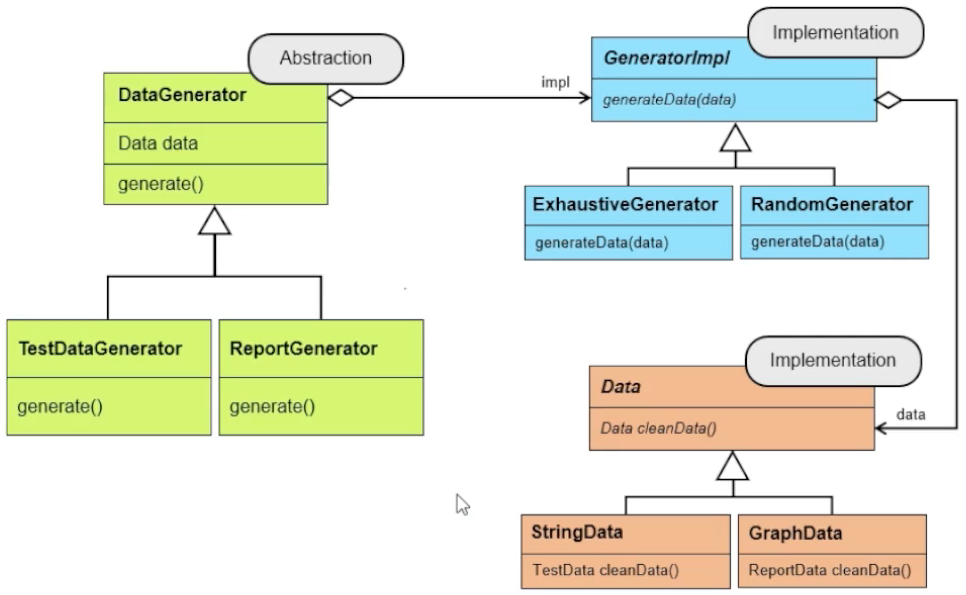 Abstraction
DataGenerator
Data data
generate()
TestDataGenerator
generate()
ReportGenerator
generate()
impl
Implementation
GeneratorImpl
generateData(data)
ExhaustiveGenerator
generateData(data)
RandomGenerator
generateData(data)
Implementation
Data
Data cleanData()
data
StringData
TestData cleanData()
GraphData
ReportData cleanData()